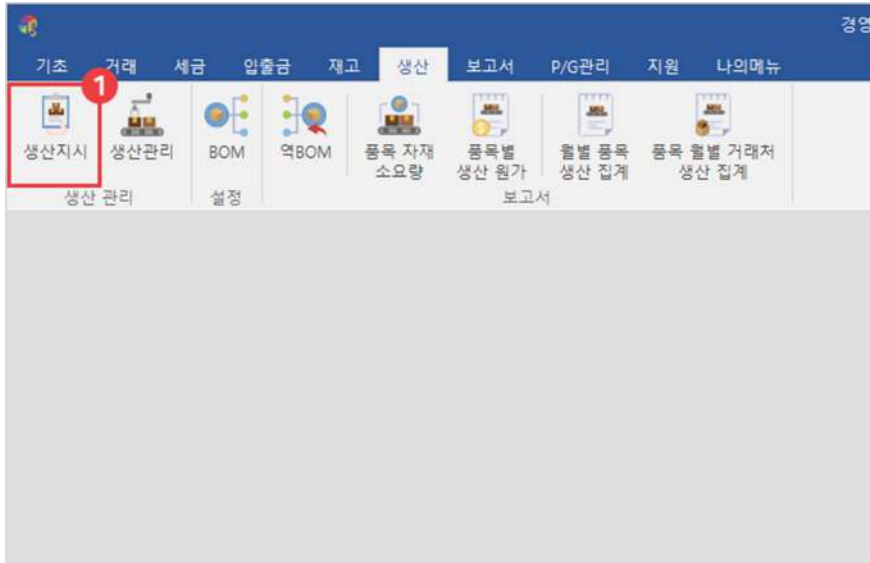 경영
기초 거래 세금 입출금 재고 생산 보고서 P/G관리 지원 나의메뉴
1
생산지시 생산관리 BOM 역BOM 품목 자재 소요량 품목별 생산 원가 월별 품목 생산 집계 품목 월별 거래처 생산 집계
생산 관리 설정 보고서